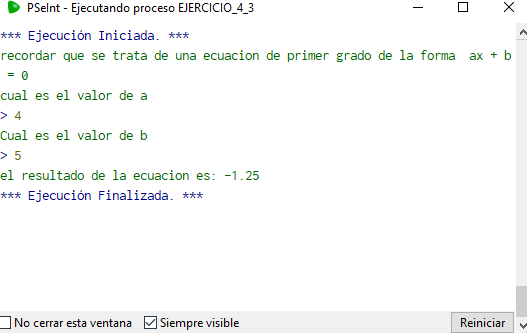 PSeInt - Ejecutando proceso EJERCICIO_4_3
*** Ejecución Iniciada. ***
recordar que se trata de una ecuacion de primer grado de la forma  ax + b
 = 0
cual es el valor de a
> 4
Cual es el valor de b
> 5
el resultado de la ecuacion es: -1.25
*** Ejecución Finalizada. ***
No cerrar esta ventana
Siempre visible
Reiniciar